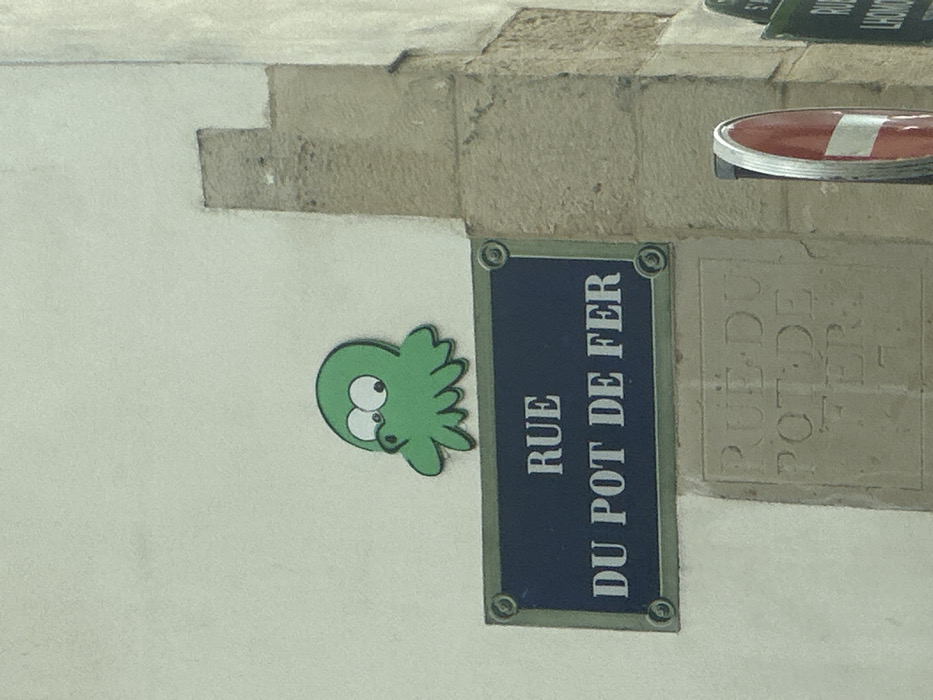 RUE
DU POT DE FER
RUE·DU
POT·DE
FER